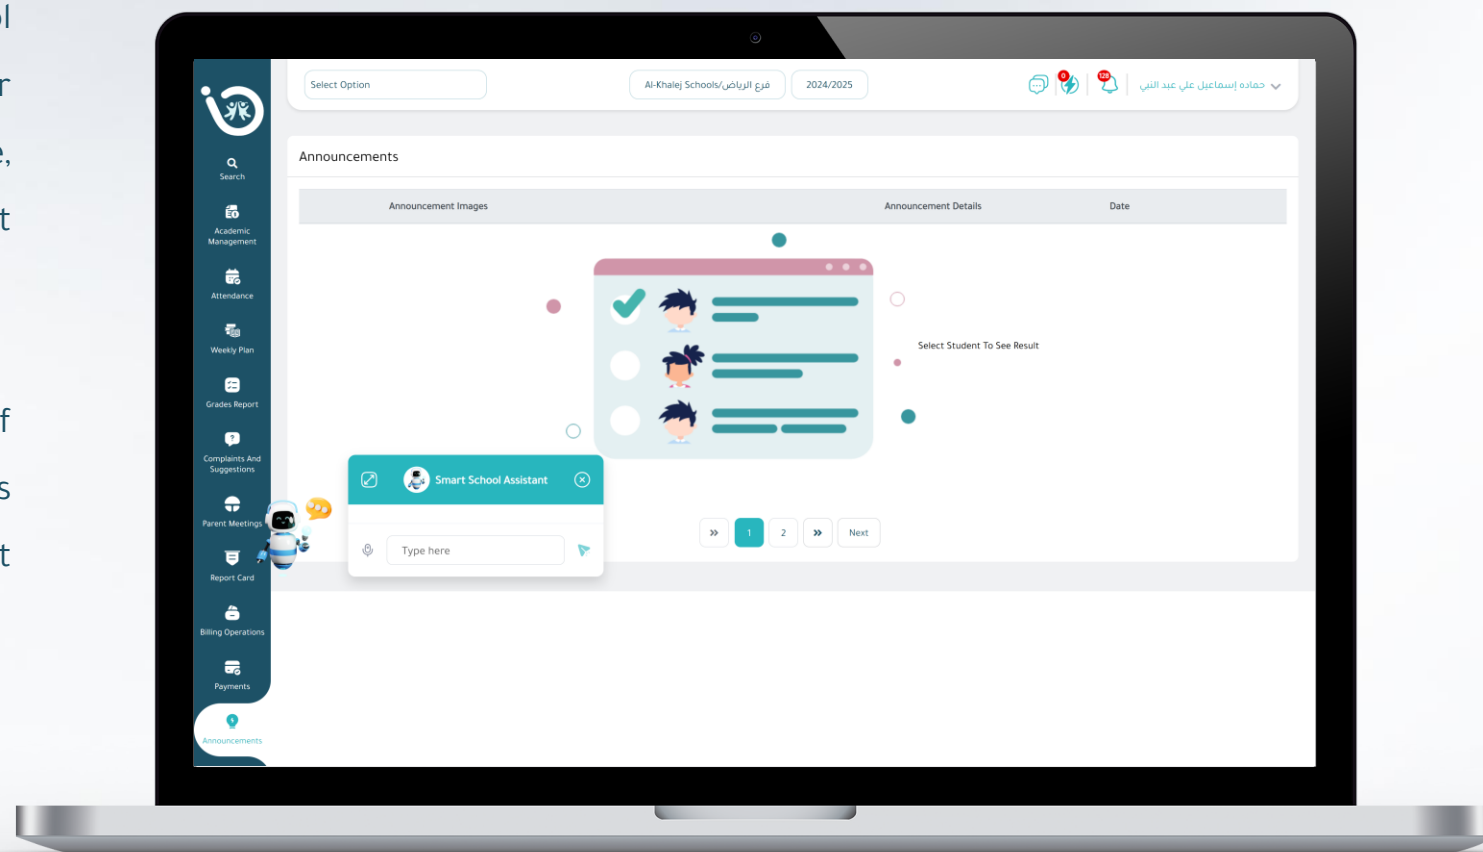 Select Option
Al-Khalej Schools/فرع الرياض
2024/2025
0
128
حماده إسماعيل علي عبد النبي
Search
Academic
Management
Attendance
Weekly Plan
Grades Report
Complaints And
Suggestions
Parent Meetings
Report Card
Billing Operations
Payments
Announcements
Announcements
Announcement Images
Announcement Details
Date
Select Student To See Result
Smart School Assistant
Type here
»
1
2
»
Next